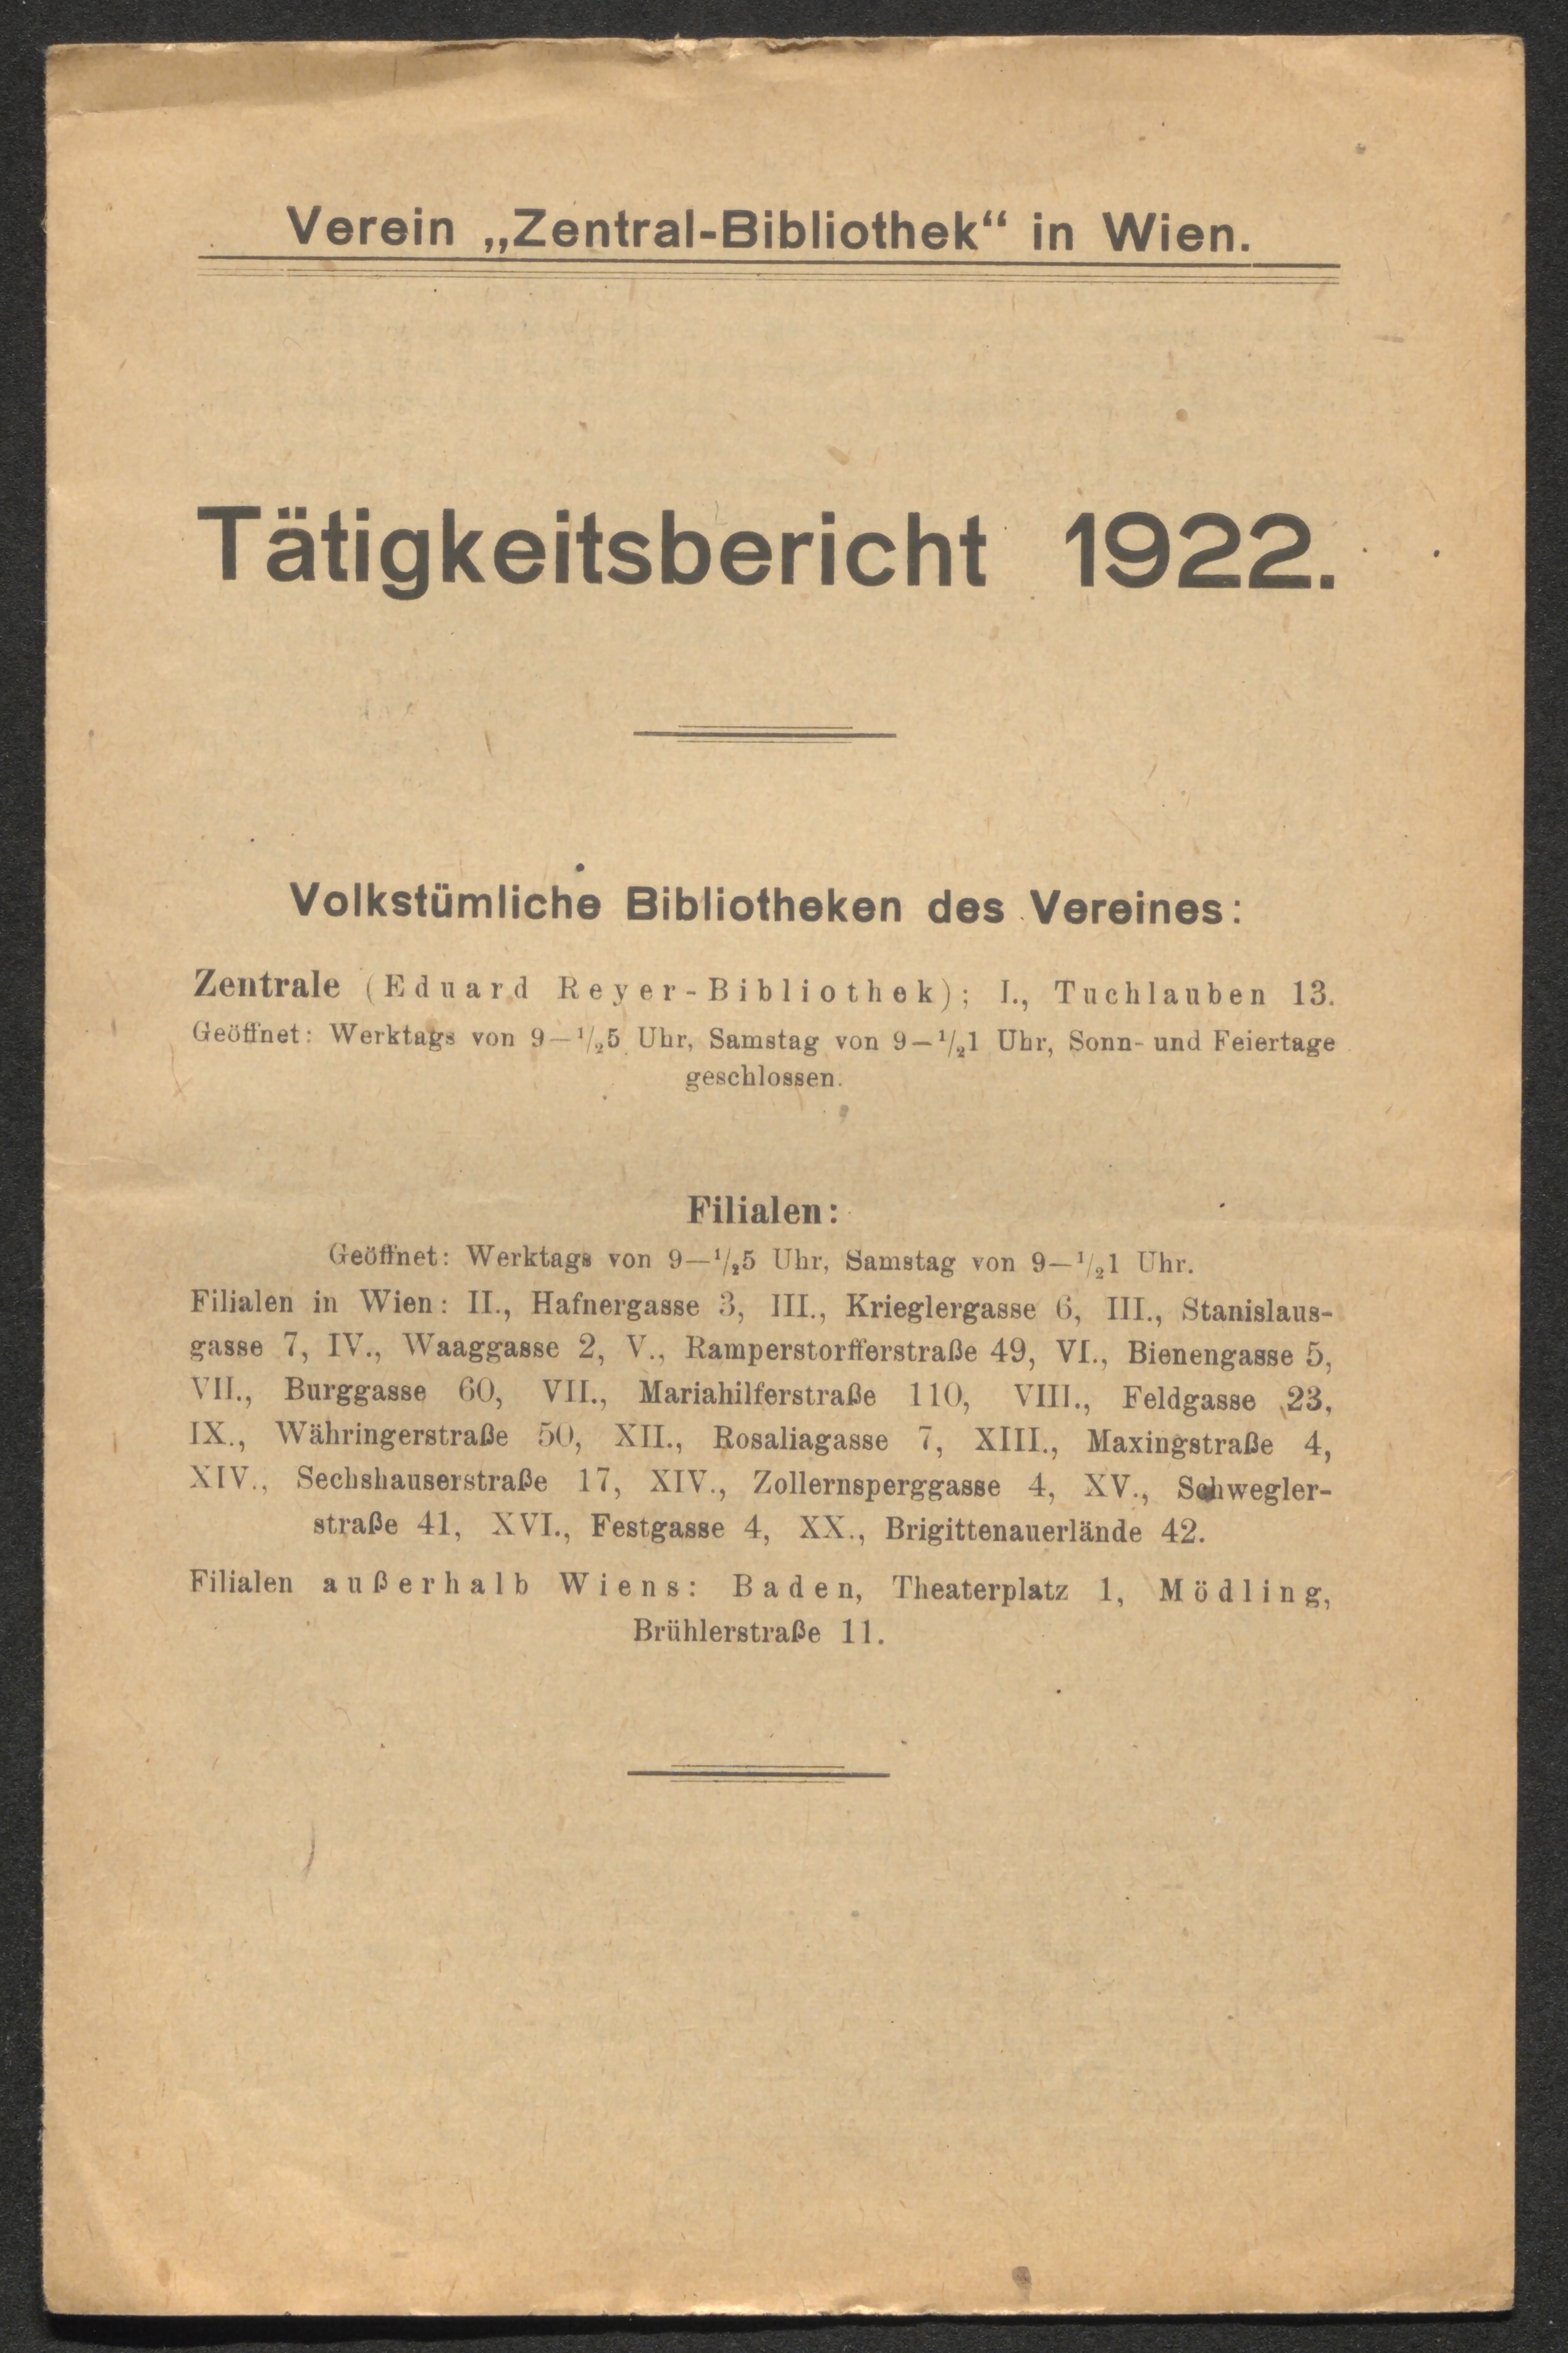 Verein „Zentral-Bibliothek“ in Wien.
Tätigkeitsbericht 1922.
Volkstümliche Bibliotheken des Vereines:
Zentrale (Eduard Reyer-Bibliothek); I., Tuchlauben 13.
Geöffnet: Werktags von 9—1/25 Uhr, Samstag von 9—1/21 Uhr, Sonn- und Feiertage
geschlossen.
Filialen:
Geöffnet: Werktags von 9—1/25 Uhr, Samstag von 9—1/21 Uhr.
Filialen in Wien: II., Hafnergasse 3, III., Krieglergasse 6, III., Stanislaus-
gasse 7, IV., Waaggasse 2, V., Ramperstorfferstraße 49, VI., Bienengasse 5,
VII., Burggasse 60, VII., Mariahilferstraße 110, VIII., Feldgasse 23,
IX., Währingerstraße 50, XII., Rosaliagasse 7, XIII., Maxingstraße 4,
XIV., Sechshauserstraße 17, XIV., Zollernsperggasse 4, XV., Schwegler-
straße 41, XVI., Festgasse 4, XX., Brigittenauerlände 42.
Filialen außerhalb Wiens: Baden, Theaterplatz 1, Mödling,
Brühlerstraße 11.